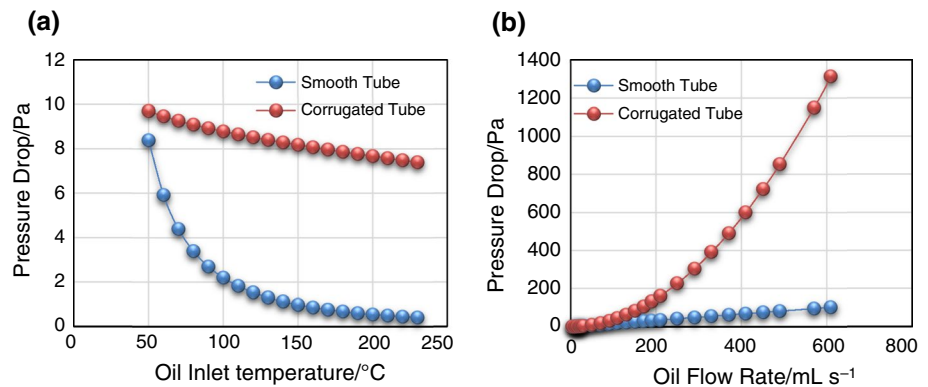 (a)
12
10
8
6
4
2
0
0 50 100 150 200 250
Pressure Drop/Pa
Oil Inlet temperature/°C
Smooth Tube
Corrugated Tube
(b)
1400
1200
1000
800
600
400
200
0
0 200 400 600 800
Pressure Drop/Pa
Oil Flow Rate/mL s⁻¹
Smooth Tube
Corrugated Tube